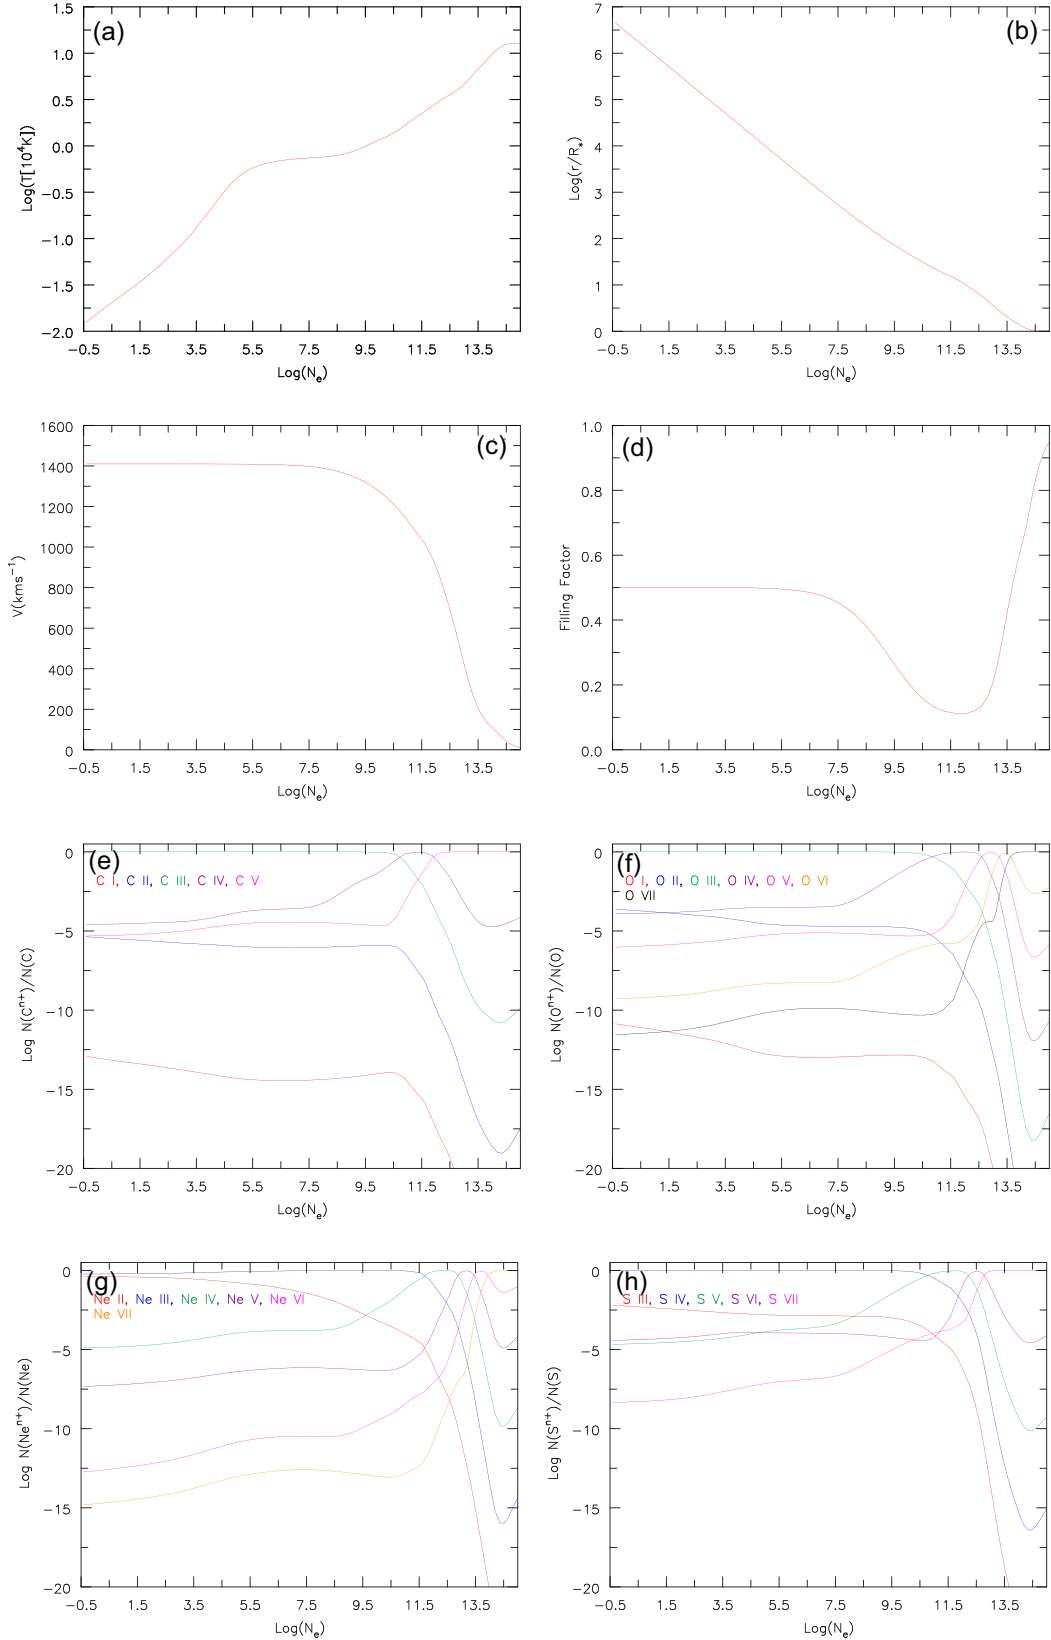 (a)
1.5
1.0
0.5
0.0
−0.5
−1.0
−1.5
−2.0
Log(T[10⁴K])
−0.5 1.5 3.5 5.5 7.5 9.5 11.5 13.5
Log(Nₑ)
(b)
7
6
5
4
3
2
1
0
Log(r/R*)
−0.5 1.5 3.5 5.5 7.5 9.5 11.5 13.5
Log(Nₑ)
(c)
1600
1400
1200
1000
800
600
400
200
0
V(kms⁻¹)
−0.5 1.5 3.5 5.5 7.5 9.5 11.5 13.5
Log(Nₑ)
(d)
1.0
0.8
0.6
0.4
0.2
0.0
Filling Factor
−0.5 1.5 3.5 5.5 7.5 9.5 11.5 13.5
Log(Nₑ)
(e)
C I, C II, C III, C IV, C V
0
−5
−10
−15
−20
Log N(Cⁿ⁺)/N(C)
−0.5 1.5 3.5 5.5 7.5 9.5 11.5 13.5
Log(Nₑ)
(f)
O I, O II, O III, O IV, O V, O VI
O VII
0
−5
−10
−15
−20
Log N(Oⁿ⁺)/N(O)
−0.5 1.5 3.5 5.5 7.5 9.5 11.5 13.5
Log(Nₑ)
(g)
Ne II, Ne III, Ne IV, Ne V, Ne VI
Ne VII
0
−5
−10
−15
−20
Log N(Neⁿ⁺)/N(Ne)
−0.5 1.5 3.5 5.5 7.5 9.5 11.5 13.5
Log(Nₑ)
(h)
S III, S IV, S V, S VI, S VII
0
−5
−10
−15
−20
Log N(Sⁿ⁺)/N(S)
−0.5 1.5 3.5 5.5 7.5 9.5 11.5 13.5
Log(Nₑ)